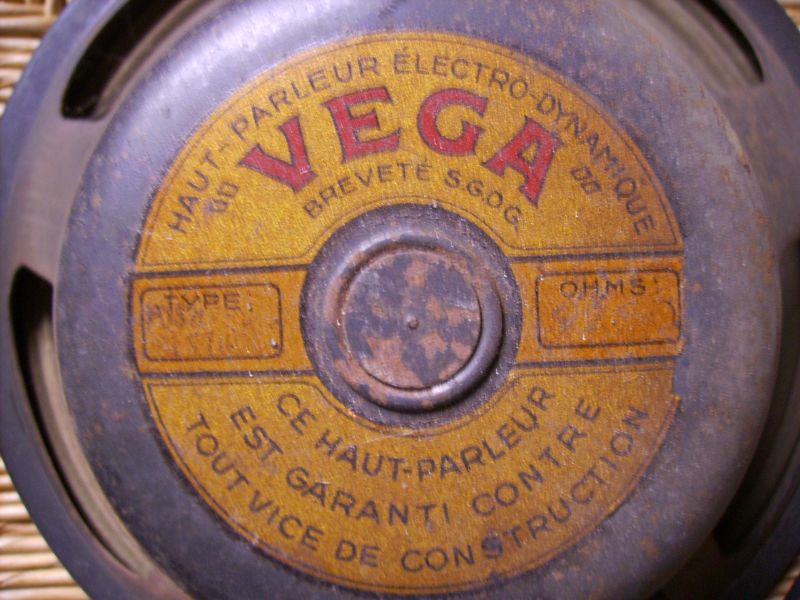 HAUT-PARLEUR ÉLECTRO-DYNAMIQUE
VEGA
BREVETÉ S.G.D.G.
TYPE:
OHMS:
CE HAUT-PARLEUR
EST GARANTI CONTRE
TOUT VICE DE CONSTRUCTION